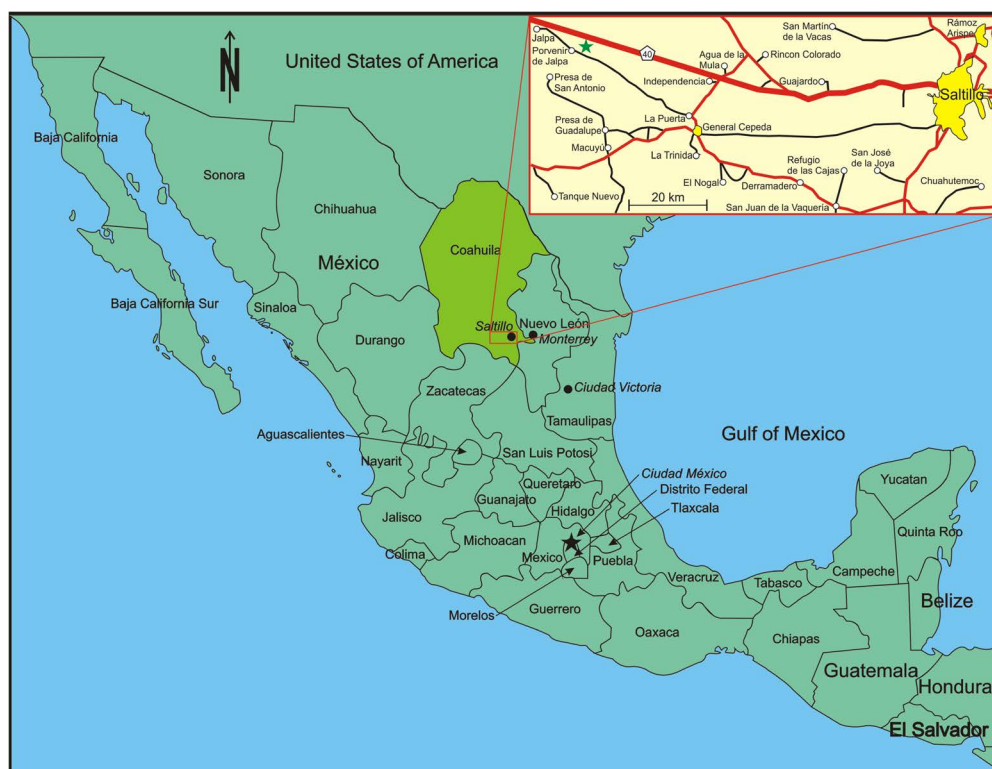 United States of America
N
Baja California
Sonora
Chihuahua
México
Coahuila
Baja California Sur
Sinaloa
Durango
Saltillo
Nuevo León
Monterrey
Zacatecas
Ciudad Victoria
Tamaulipas
Aguascalientes
Nayarit
San Luis Potosi
Gulf of Mexico
Ciudad México
Distrito Federal
Tlaxcala
Queretaro
Guanajato
Hidalgo
Jalisco
Michoacan
Colima
Mexico
Puebla
Morelos
Guerrero
Veracruz
Oaxaca
Tabasco
Chiapas
Campeche
Yucatan
Quinta Roo
Belize
Guatemala
Hondura
El Salvador
Jalpa
Porvenir
de Jalpa
40
San Martín
de la Vacas
Rámoz
Arispe
Agua de la
Mula
Rincon Colorado
Presa de
San Antonio
Independencia
Guajardo
Saltillo
La Puerta
Presa de
Guadalupe
General Cepeda
Macuyú
La Trinida
San José
de la Joya
Refugio
de las Cajas
El Nogal
Derramadero
Chuahutemoc
Tanque Nuevo
20 km
San Juan de la Vaquería